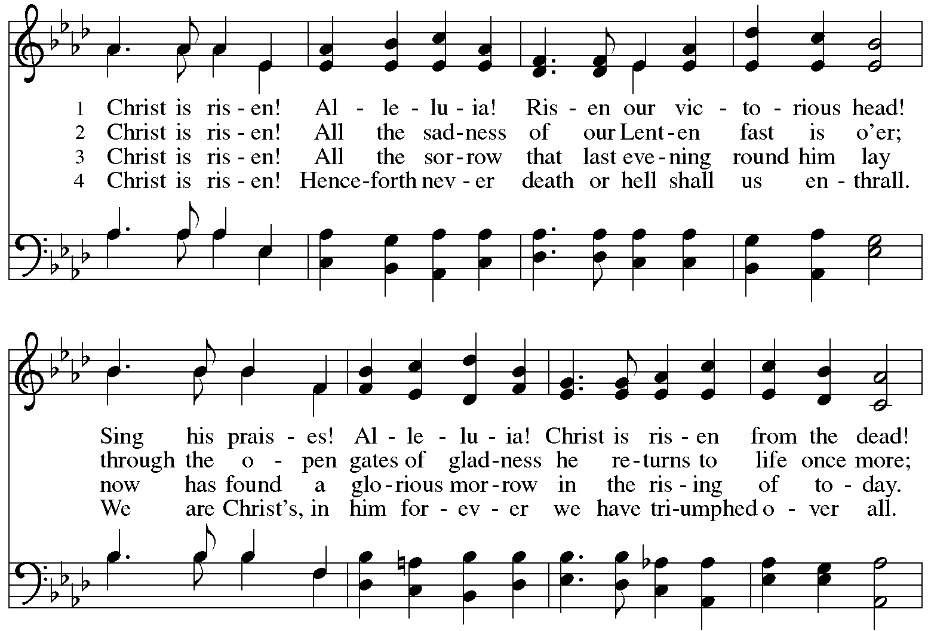 1 Christ is ris - en! Al - le - lu - ia! Ris - en our vic - to - rious head!
2 Christ is ris - en! All the sad - ness of our Lent - en fast is o'er;
3 Christ is ris - en! All the sor - row that last eve - ning round him lay
4 Christ is ris - en! Hence - forth nev - er death or hell shall us en - thrall.
Sing his prais - es! Al - le - lu - ia! Christ is ris - en from the dead!
through the o - pen gates of glad - ness he re - turns to life once more;
now has found a glo - rious mor - row in the ris - ing of to - day.
We are Christ's, in him for - ev - er we have tri - umphed o - ver all.